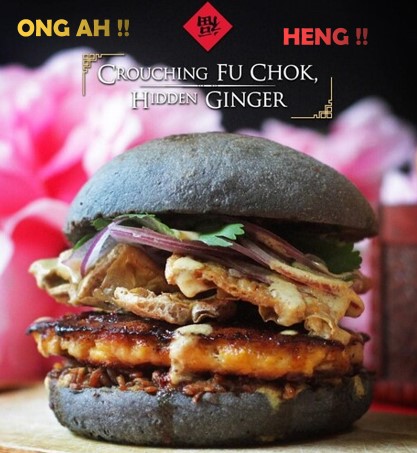 ONG AH !!
福
HENG !!
CROUCHING FU CHOK,
HIDDEN GINGER